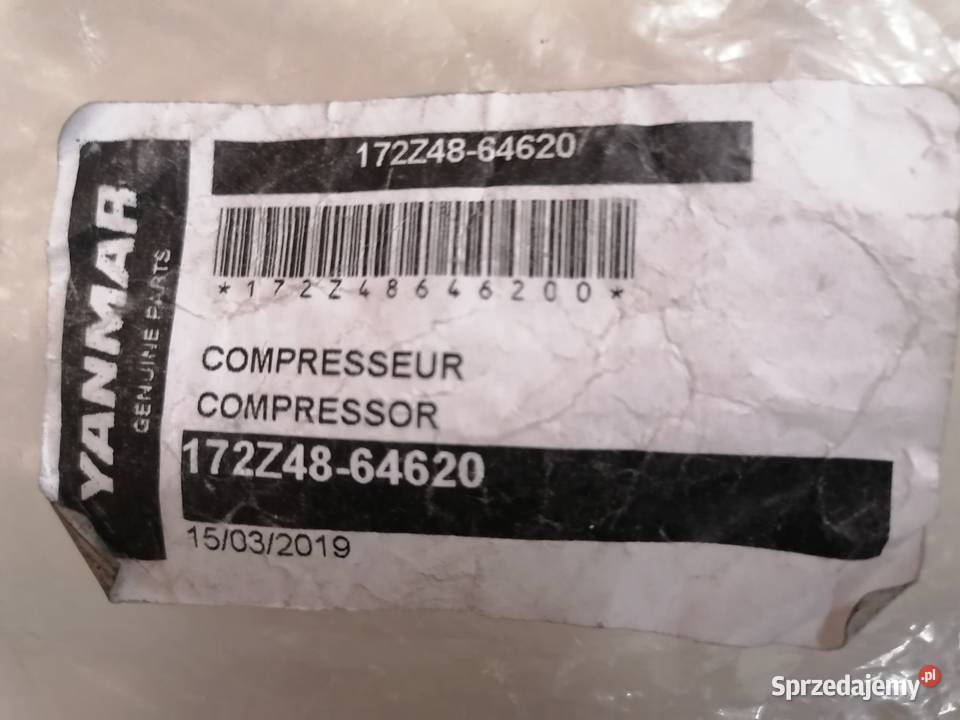 YANMAR
GENUINE PARTS
172Z48-64620
*172Z48646200*
COMPRESSEUR
COMPRESSOR
172Z48-64620
15/03/2019
Sprzedajemy.pl